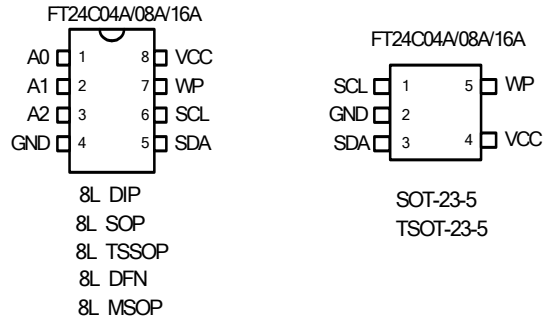 FT24C04A/08A/16A
A0 1 8 VCC
A1 2 7 WP
A2 3 6 SCL
GND 4 5 SDA
8L DIP
8L SOP
8L TSSOP
8L DFN
8L MSOP
FT24C04A/08A/16A
SCL 1 5 WP
GND 2
SDA 3 4 VCC
SOT-23-5
TSOT-23-5